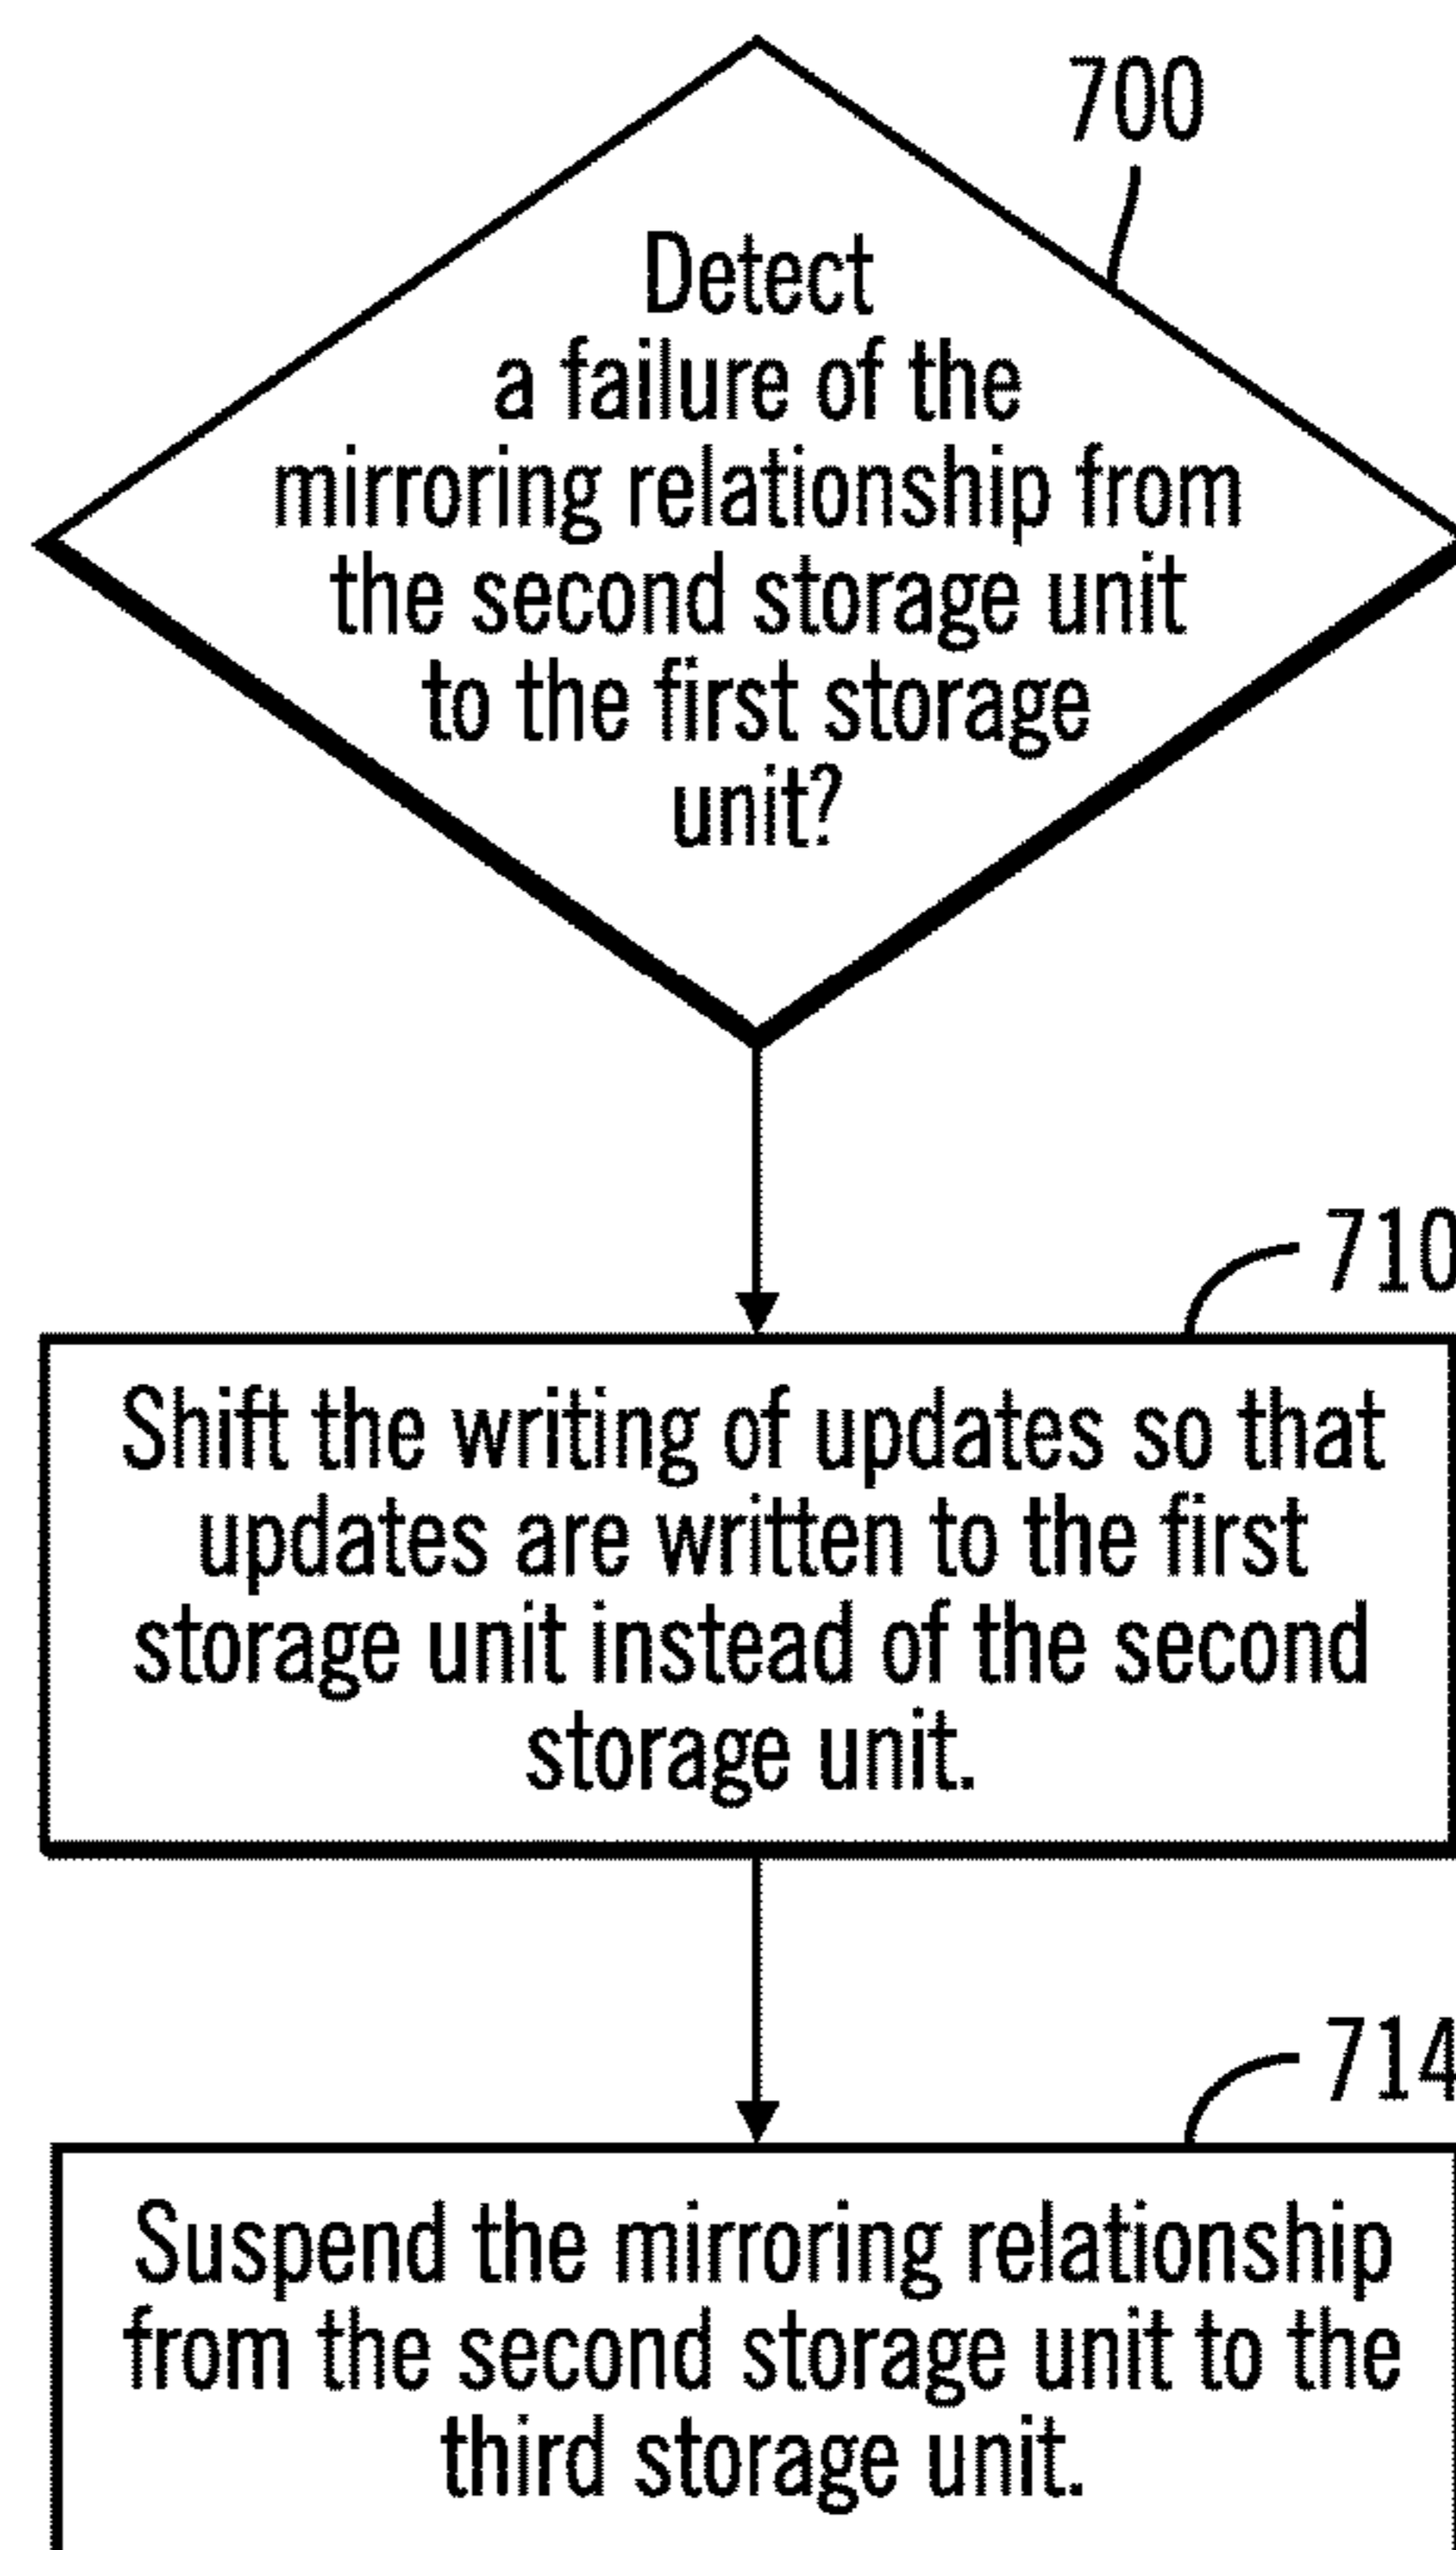 700
Detect
a failure of the
mirroring relationship from
the second storage unit
to the first storage
unit?
710
Shift the writing of updates so that
updates are written to the first
storage unit instead of the second
storage unit.
714
Suspend the mirroring relationship
from the second storage unit to the
third storage unit.